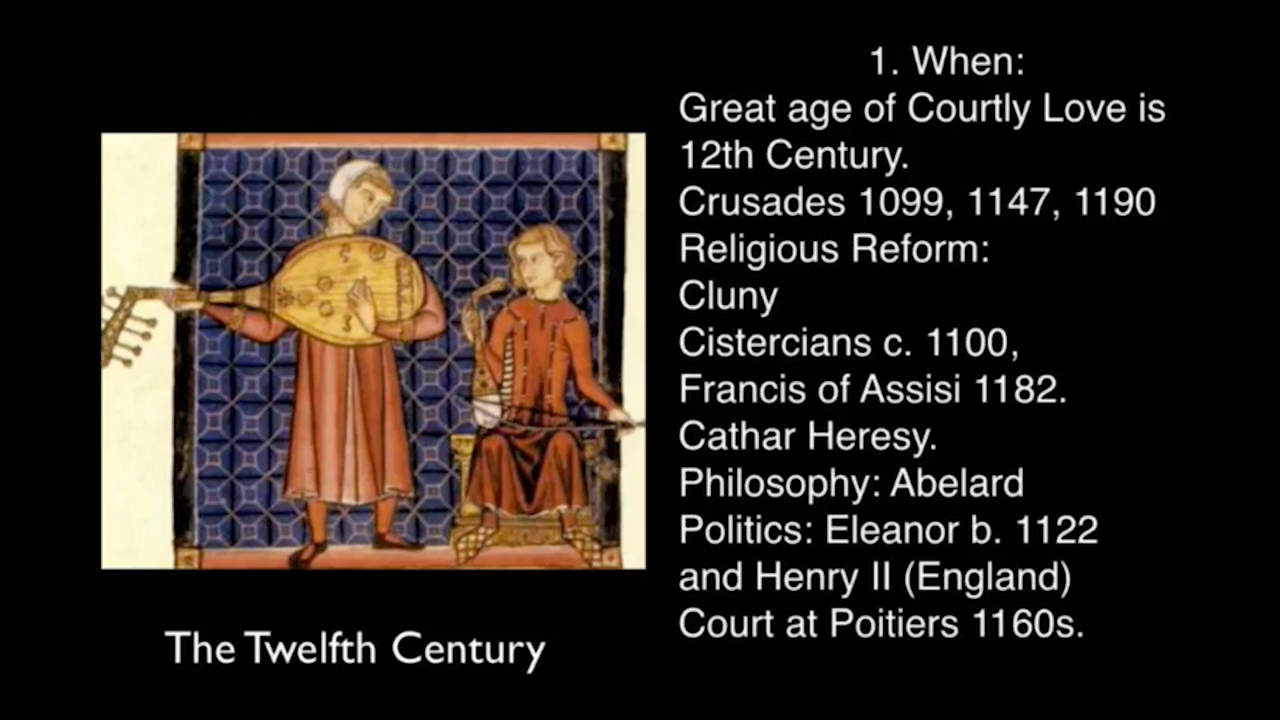 1. When:
Great age of Courtly Love is
12th Century.
Crusades 1099, 1147, 1190
Religious Reform:
Cluny
Cistercians c. 1100,
Francis of Assisi 1182.
Cathar Heresy.
Philosophy: Abelard
Politics: Eleanor b. 1122
and Henry II (England)
Court at Poitiers 1160s.
The Twelfth Century